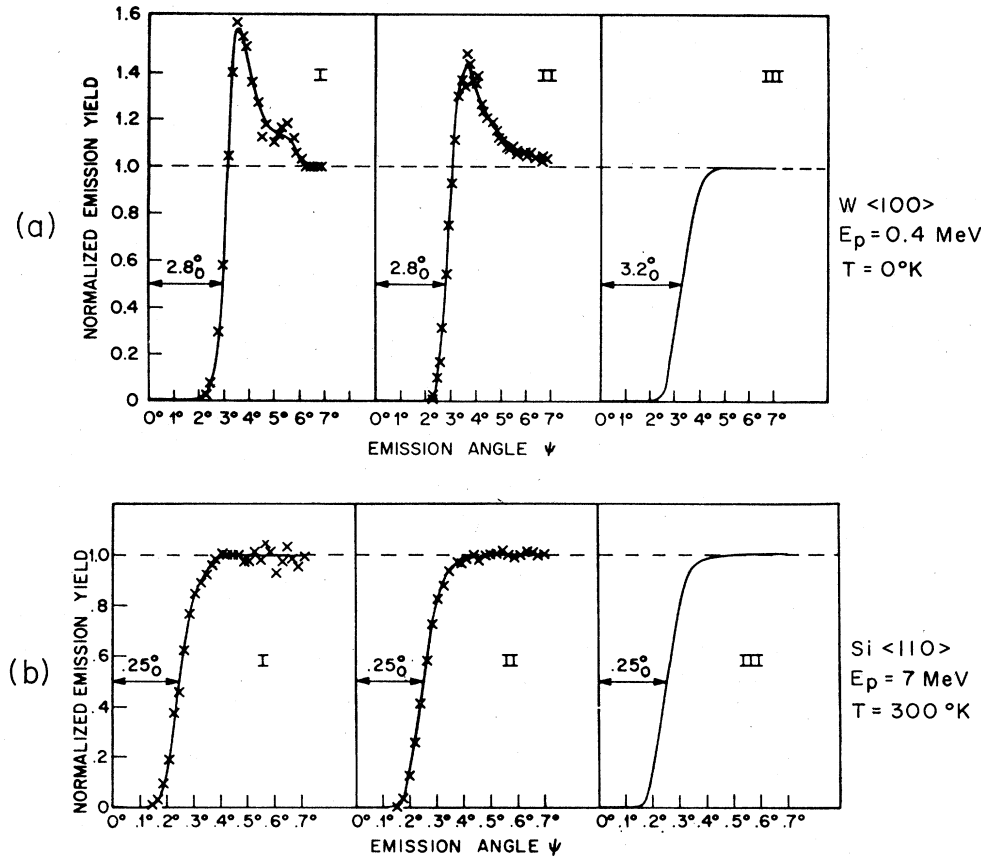 (a)
NORMALIZED EMISSION YIELD
1.6
1.4
1.2
1.0
0.8
0.6
0.4
0.2
0
I
II
III
2.8°
2.8°
3.2°
0° 1° 2° 3° 4° 5° 6° 7°
0° 1° 2° 3° 4° 5° 6° 7°
0° 1° 2° 3° 4° 5° 6° 7°
EMISSION ANGLE ψ
W <100>
Ep = 0.4 MeV
T = 0°K
(b)
NORMALIZED EMISSION YIELD
1.0
.8
.6
.4
.2
0
I
II
III
.25°
.25°
.25°
0° .1° .2° .3° .4° .5° .6° .7°
0° .1° .2° .3° .4° .5° .6° .7°
0° .1° .2° .3° .4° .5° .6° .7°
EMISSION ANGLE ψ
Si <110>
Ep = 7 MeV
T = 300 °K